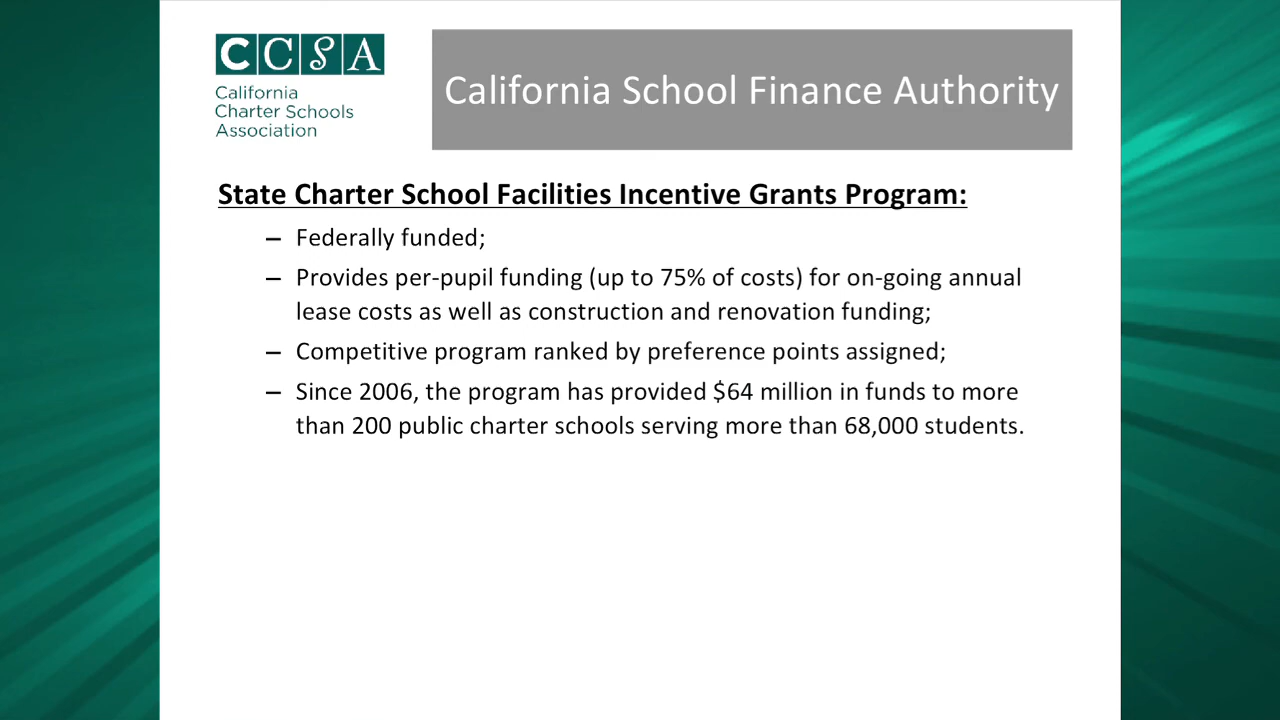 CCSA
California
Charter Schools
Association
California School Finance Authority
State Charter School Facilities Incentive Grants Program:
– Federally funded;
– Provides per-pupil funding (up to 75% of costs) for on-going annual
lease costs as well as construction and renovation funding;
– Competitive program ranked by preference points assigned;
– Since 2006, the program has provided $64 million in funds to more
than 200 public charter schools serving more than 68,000 students.